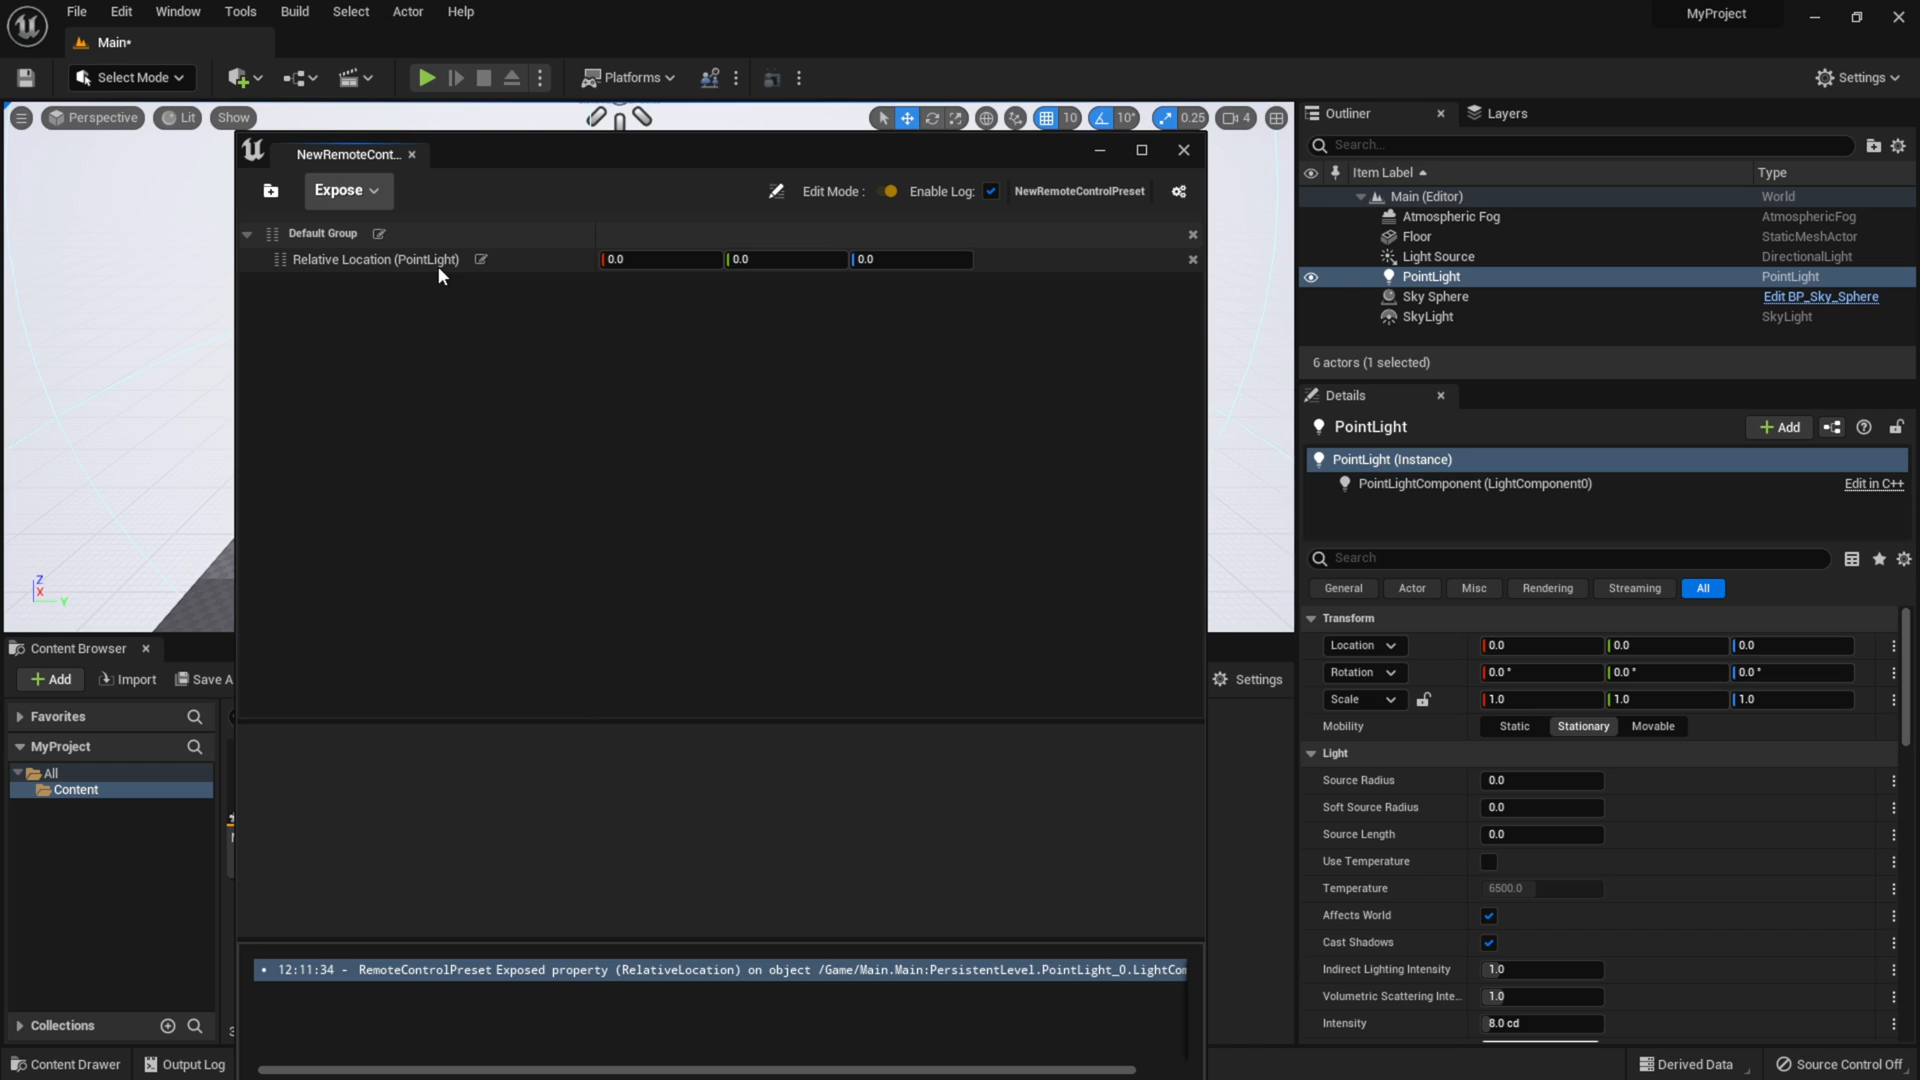 File Edit Window Tools Build Select Actor Help
MyProject
Main*
Select Mode
Platforms
Settings
Perspective Lit Show
10 10° 0.25 4
Outliner
Layers
Search...
Item Label Type
Main (Editor) World
Atmospheric Fog AtmosphericFog
Floor StaticMeshActor
Light Source DirectionalLight
PointLight PointLight
Sky Sphere Edit BP_Sky_Sphere
SkyLight SkyLight
6 actors (1 selected)
NewRemoteCont...
Expose
Edit Mode : Enable Log: NewRemoteControlPreset
Default Group
Relative Location (PointLight) 0.0 0.0 0.0
12:11:34 - RemoteControlPreset Exposed property (RelativeLocation) on object /Game/Main.Main:PersistentLevel.PointLight_0.LightCom
Z
X
Y
Details
PointLight
Add
PointLight (Instance)
PointLightComponent (LightComponent0) Edit in C++
Search
General Actor Misc Rendering Streaming All
Transform
Location 0.0 0.0 0.0
Rotation 0.0 ° 0.0 ° 0.0 °
Scale 1.0 1.0 1.0
Mobility Static Stationary Movable
Light
Source Radius 0.0
Soft Source Radius 0.0
Source Length 0.0
Use Temperature
Temperature 6500.0
Affects World
Cast Shadows
Indirect Lighting Intensity 1.0
Volumetric Scattering Inte... 1.0
Intensity 8.0 cd
Content Browser
Add Import Save A
Settings
Favorites
MyProject
All
Content
Collections
Content Drawer Output Log
Derived Data Source Control Off